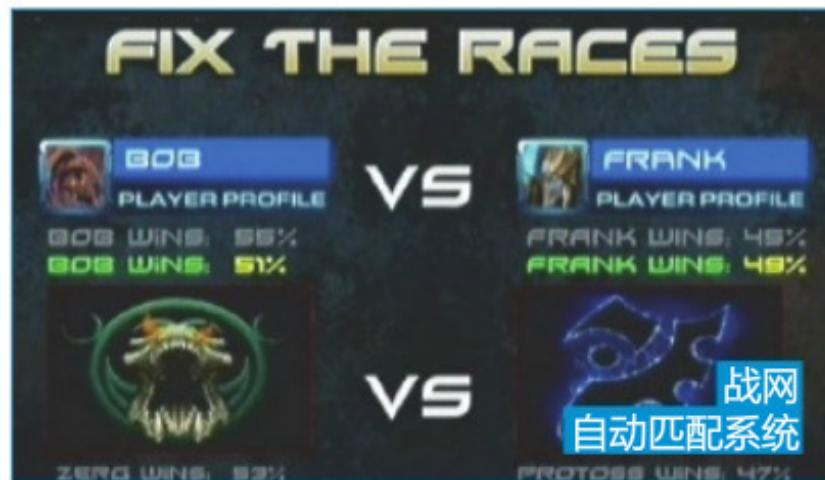 FIX THE RACES
BOB
VS
FRANK
PLAYER PROFILE
PLAYER PROFILE
BOB WINS: 55%
FRANK WINS: 45%
BOB WINS: 51%
FRANK WINS: 49%
VS
战网
自动匹配系统
ZERG WINS: 53%
PROTOSS WINS: 47%